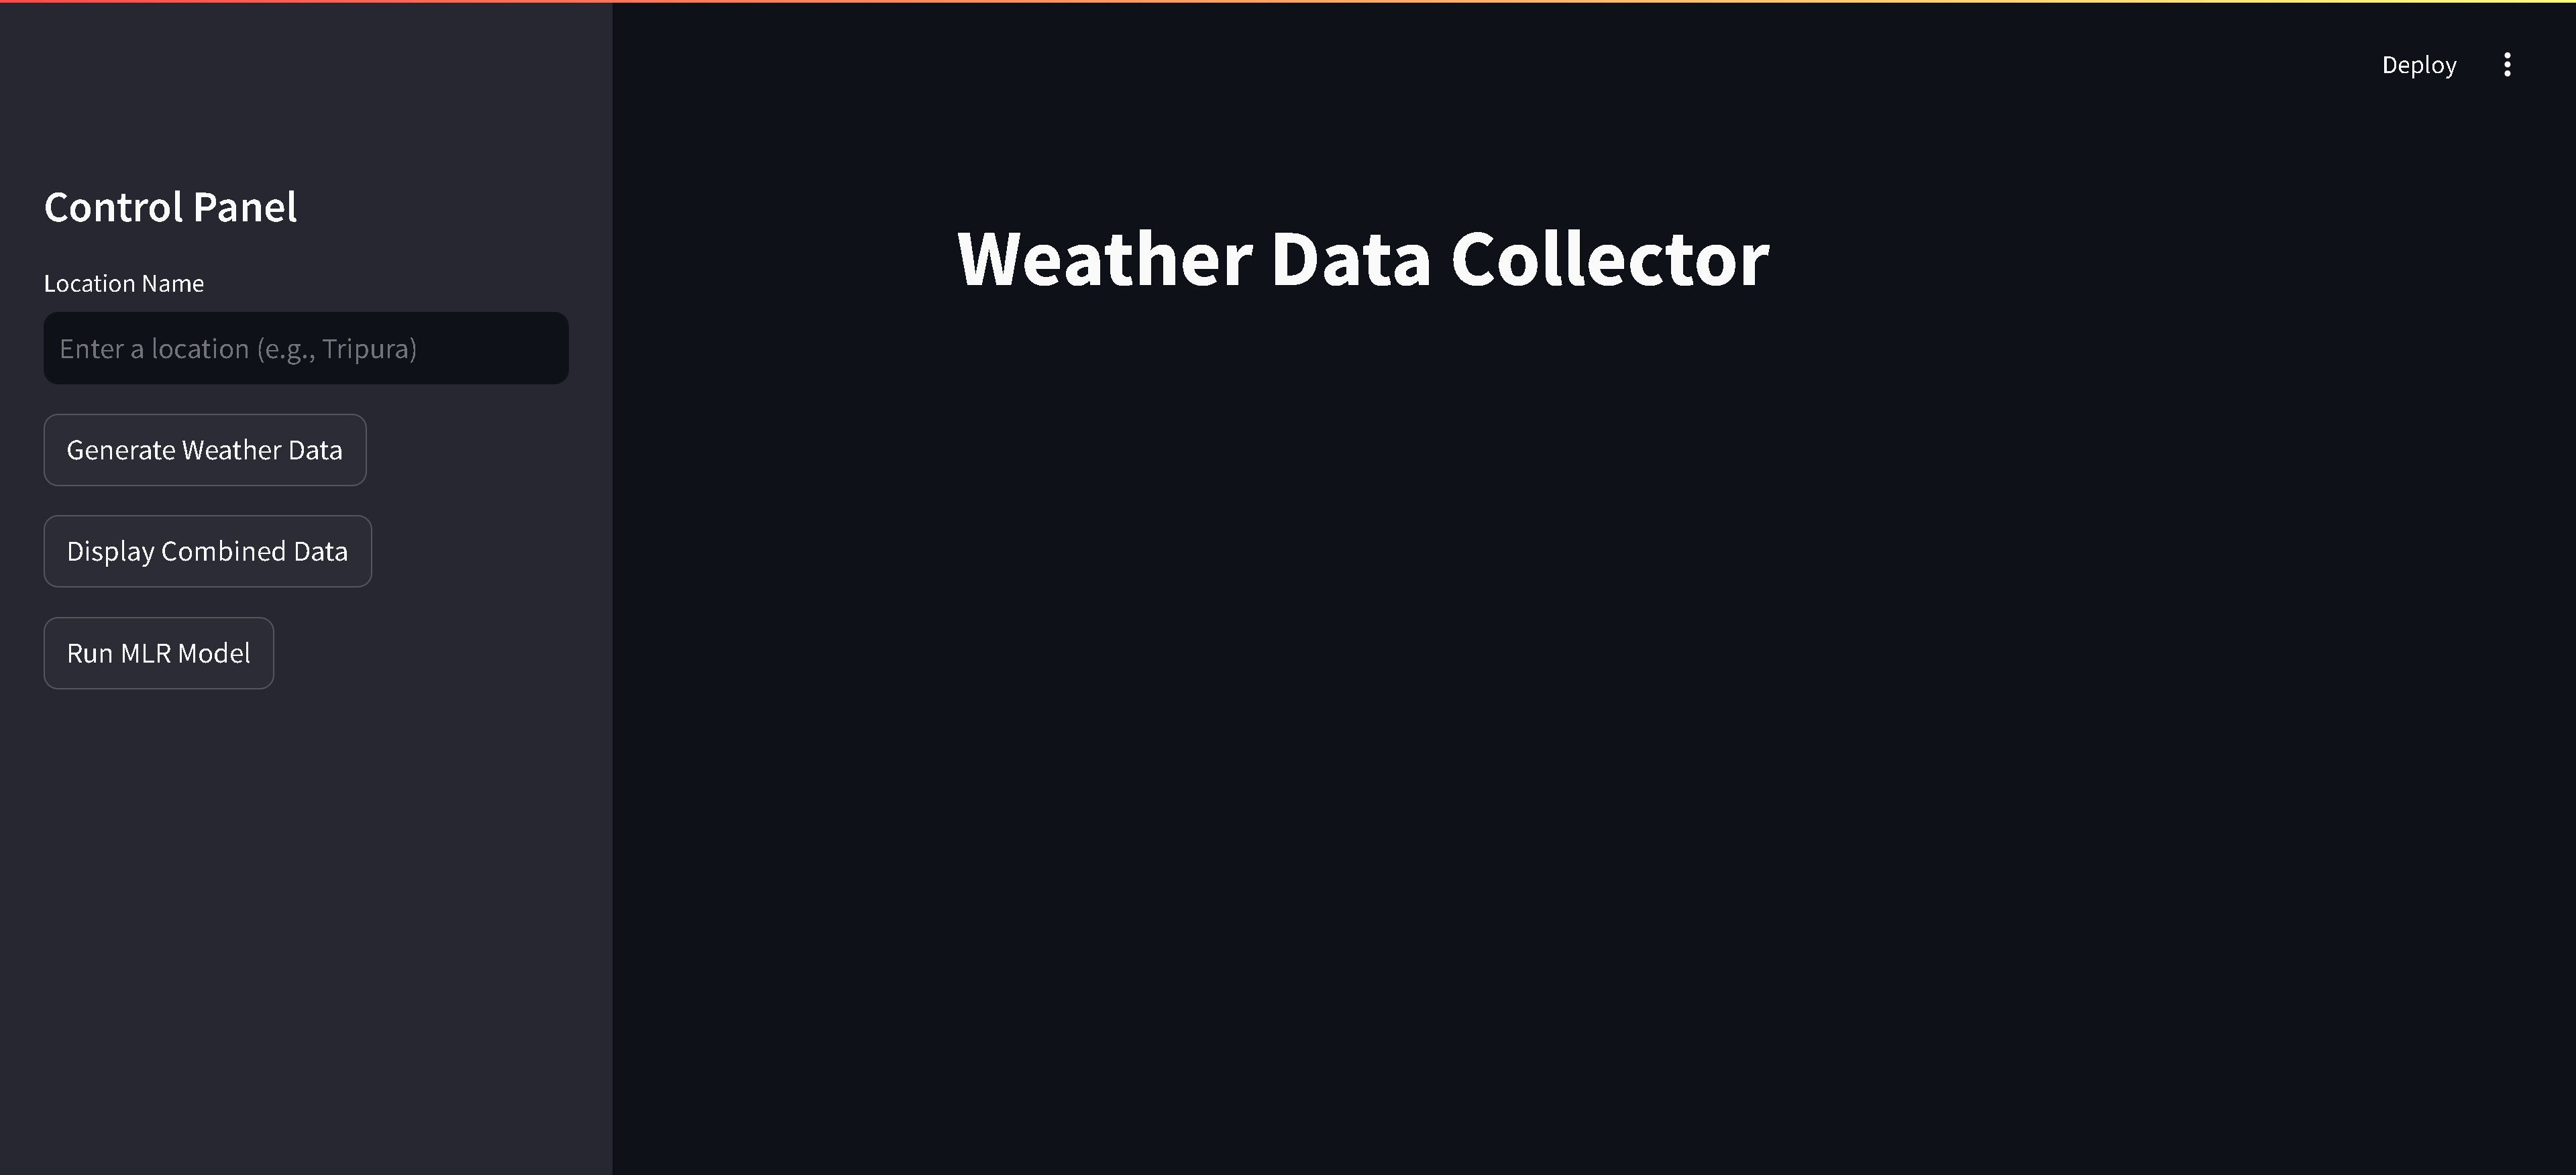 Deploy
Control Panel
Location Name
Enter a location (e.g., Tripura)
Generate Weather Data
Display Combined Data
Run MLR Model
Weather Data Collector